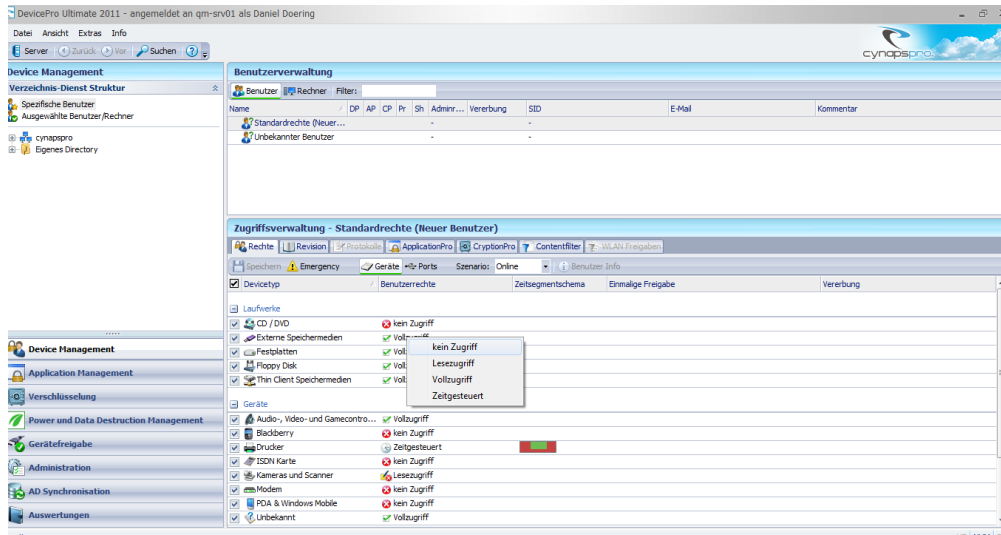 DevicePro Ultimate 2011 - angemeldet an qm-srv01 als Daniel Doering
Datei Ansicht Extras Info
Server Zurück Vor Suchen
cynapspro
Device Management
Verzeichnis-Dienst Struktur
Spezifische Benutzer
Ausgewählte Benutzer/Rechner
cynapspro
Eigenes Directory
Device Management
Application Management
Verschlüsselung
Power und Data Destruction Management
Gerätefreigabe
Administration
AD Synchronisation
Auswertungen
Benutzerverwaltung
Benutzer Rechner Filter:
Name DP AP CP Pr Sh Adminr... Vererbung SID E-Mail Kommentar
Standardrechte (Neuer... - -
Unbekannter Benutzer - -
Zugriffsverwaltung - Standardrechte (Neuer Benutzer)
Rechte Revision Protokolle ApplicationPro CryptionPro Contentfilter WLAN Freigaben
Speichern Emergency Geräte Ports Szenario: Online Benutzer Info
Devicetyp Benutzerrechte Zeitsegmentschema Einmalige Freigabe Vererbung
Laufwerke
CD / DVD kein Zugriff
Externe Speichermedien Vollzugriff
Festplatten Voll
Floppy Disk Voll
Thin Client Speichermedien Voll
kein Zugriff
Lesezugriff
Vollzugriff
Zeitgesteuert
Geräte
Audio-, Video- und Gamecontro... Vollzugriff
Blackberry kein Zugriff
Drucker Zeitgesteuert
ISDN Karte kein Zugriff
Kameras und Scanner Lesezugriff
Modem kein Zugriff
PDA & Windows Mobile kein Zugriff
Unbekannt Vollzugriff